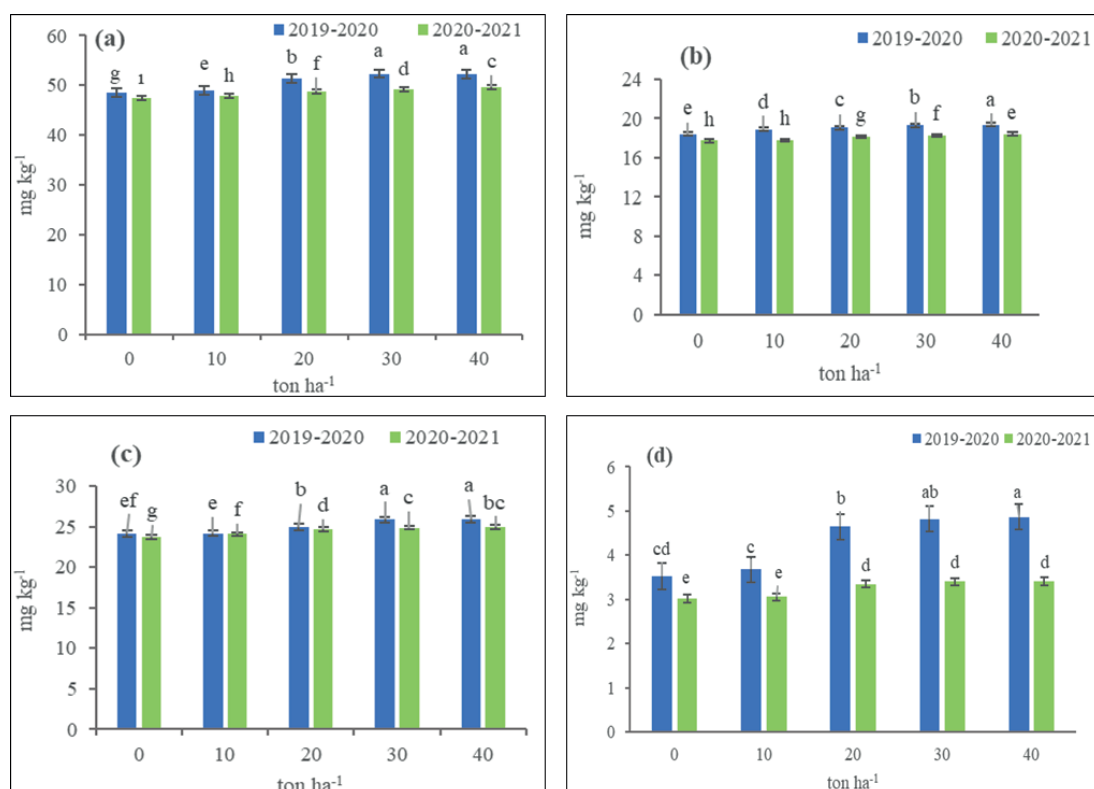 (a)
2019-2020 2020-2021
60
50
40
30
20
10
0
mg kg⁻¹
g ı e h b f a d a c
0 10 20 30 40
ton ha⁻¹
(b)
2019-2020 2020-2021
24
20
16
12
8
4
0
mg kg⁻¹
e h d h c g b f a e
0 10 20 30 40
ton ha⁻¹
(c)
2019-2020 2020-2021
30
25
20
15
10
5
0
mg kg⁻¹
ef g e f b d a c a bc
0 10 20 30 40
ton ha⁻¹
(d)
2019-2020 2020-2021
6
5
4
3
2
1
0
mg kg⁻¹
cd e c e b d ab d a d
0 10 20 30 40
ton ha⁻¹